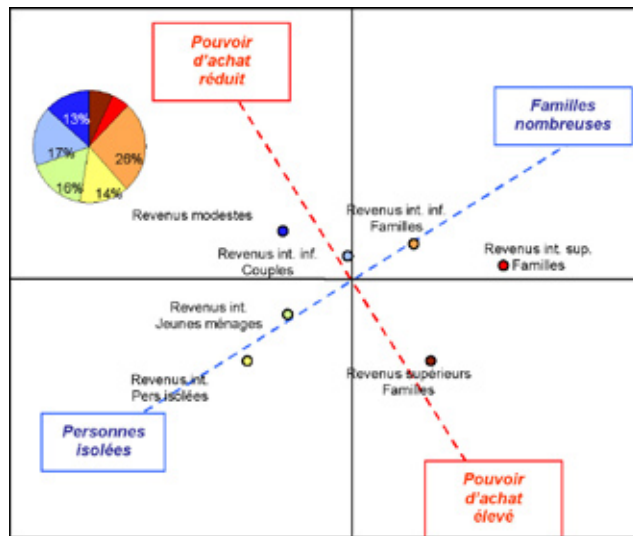 Pouvoir
d'achat
réduit
Familles
nombreuses
13%
17%
26%
16%
14%
Revenus modestes
Revenus int. inf.
Familles
Revenus int. inf.
Couples
Revenus int. sup.
Familles
Revenus int.
Jeunes ménages
Revenus int.
Pers.isolées
Revenus supérieurs
Familles
Personnes
isolées
Pouvoir
d'achat
élevé